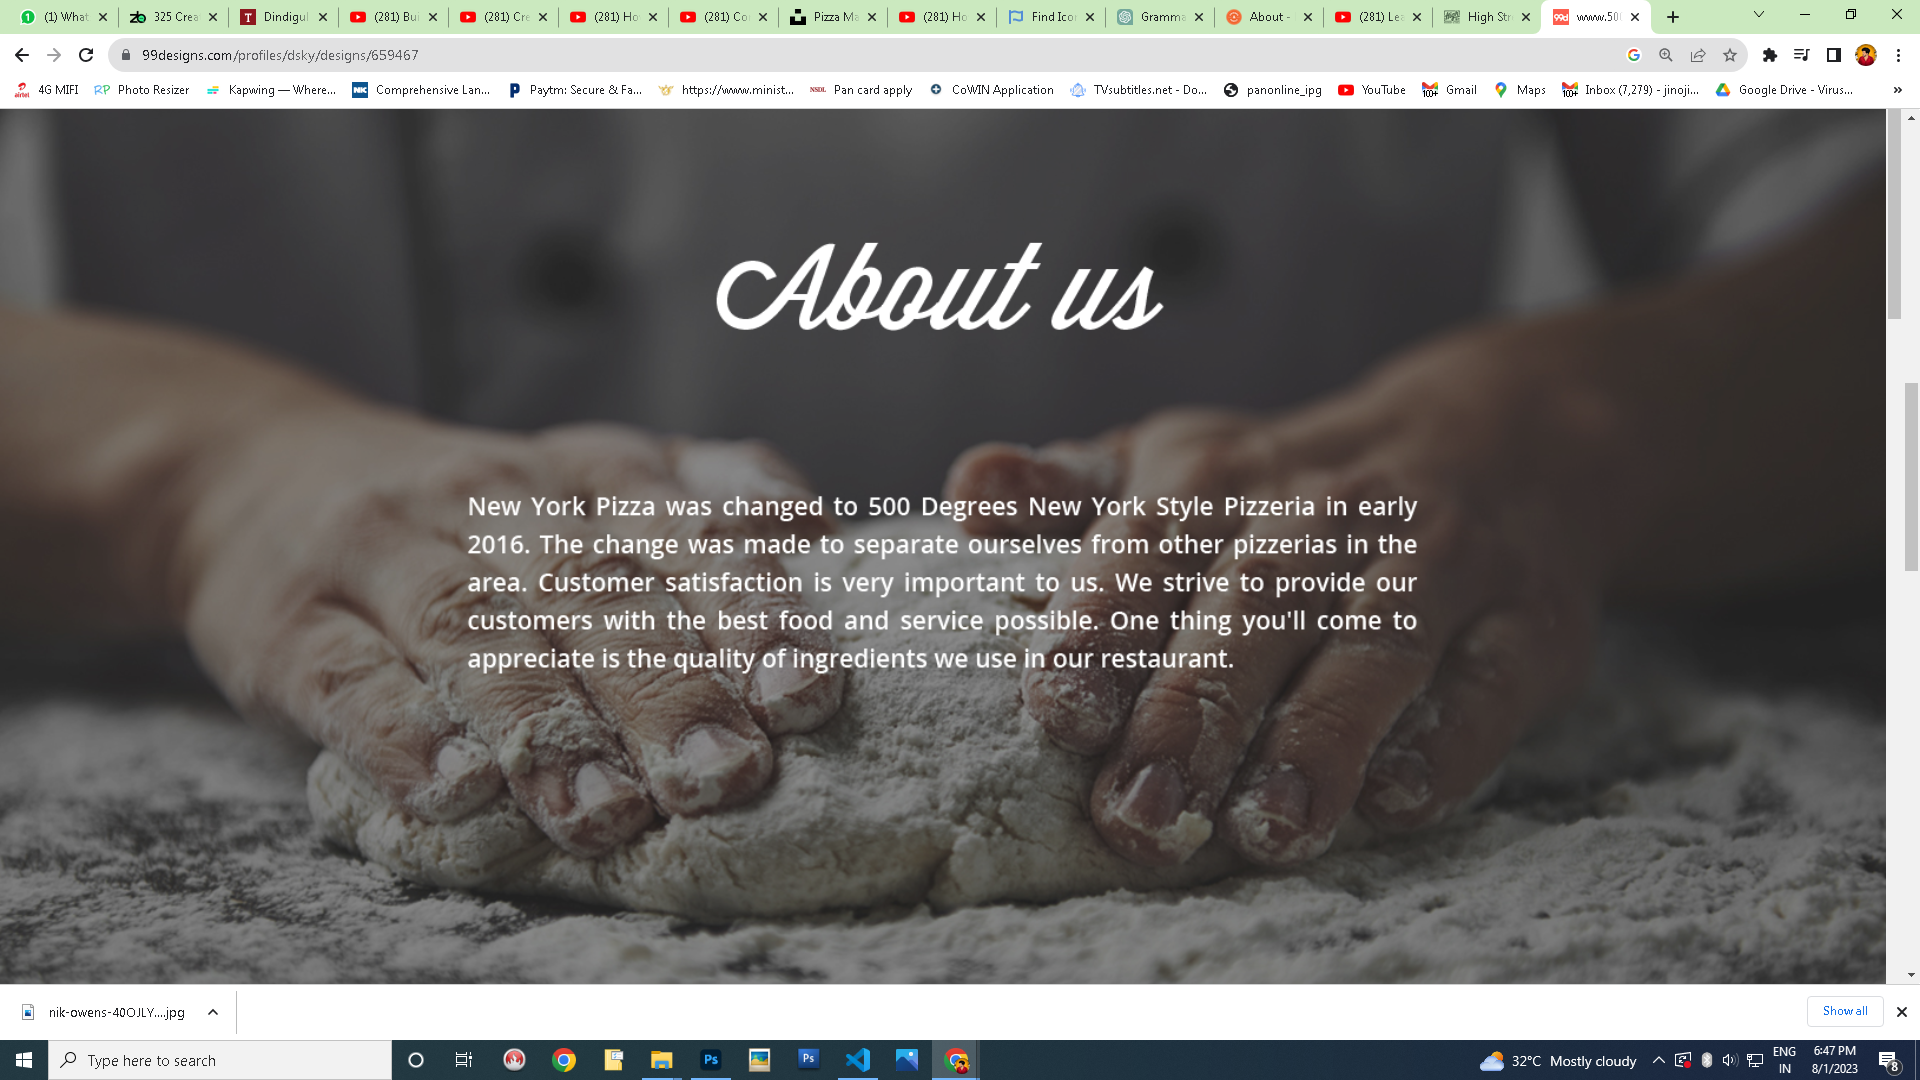 (1) What
325 Crea
Dindigul
(281) Bui
(281) Cre
(281) Ho
(281) Co
Pizza Ma
(281) Ho
Find Icon
Gramma
About -
(281) Lea
High Str
www.500
99designs.com/profiles/dsky/designs/659467
4G MIFI
Photo Resizer
Kapwing — Where...
Comprehensive Lan...
Paytm: Secure & Fa...
https://www.minist...
Pan card apply
CoWIN Application
TVsubtitles.net - Do...
panonline_ipg
YouTube
Gmail
Maps
Inbox (7,279) - jinoji...
Google Drive - Virus...
»
About us
New York Pizza was changed to 500 Degrees New York Style Pizzeria in early
2016. The change was made to separate ourselves from other pizzerias in the
area. Customer satisfaction is very important to us. We strive to provide our
customers with the best food and service possible. One thing you'll come to
appreciate is the quality of ingredients we use in our restaurant.
nik-owens-40OJLY....jpg
Show all
Type here to search
32°C Mostly cloudy
ENG
IN
6:47 PM
8/1/2023
8